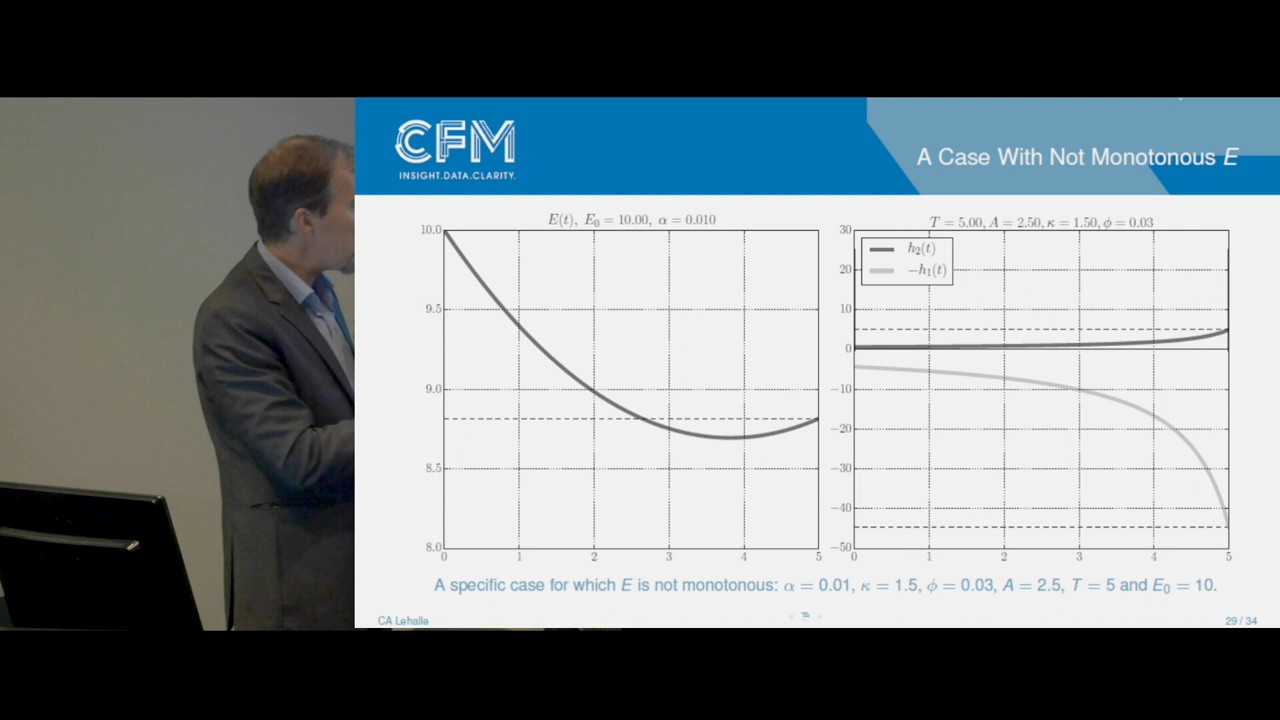 CFM
INSIGHT.DATA.CLARITY.
A Case With Not Monotonous E
E(t), E₀ = 10.00, α = 0.010
10.0
9.5
9.0
8.5
8.0
0 1 2 3 4 5
T = 5.00, A = 2.50, κ = 1.50, ϕ = 0.03
h₂(t)
−h₁(t)
30
20
10
0
−10
−20
−30
−40
−50
0 1 2 3 4 5
A specific case for which E is not monotonous: α = 0.01, κ = 1.5, ϕ = 0.03, A = 2.5, T = 5 and E₀ = 10.
CA Lehalle
29 / 34